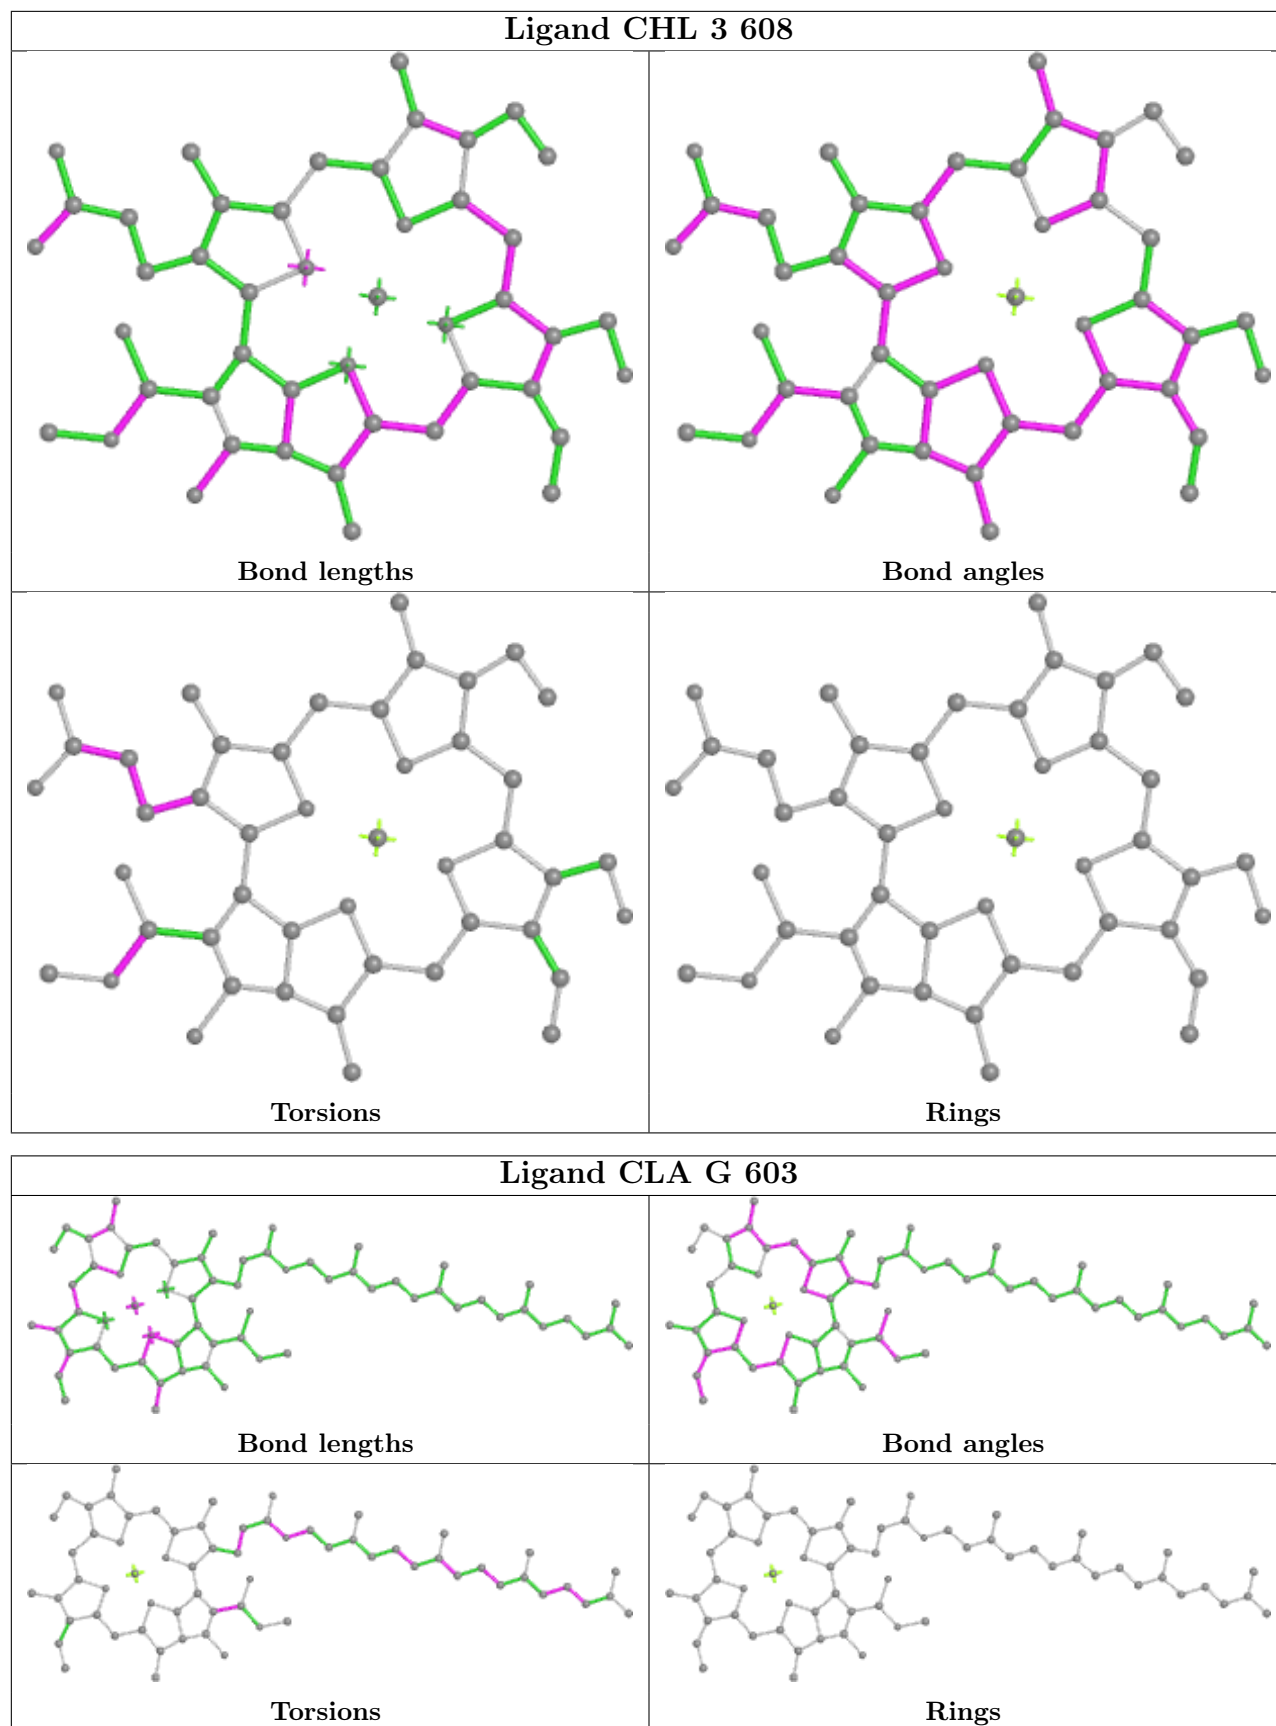 Ligand CHL 3 608
Bond lengths
Bond angles
Torsions
Rings
Ligand CLA G 603
Bond lengths
Bond angles
Torsions
Rings